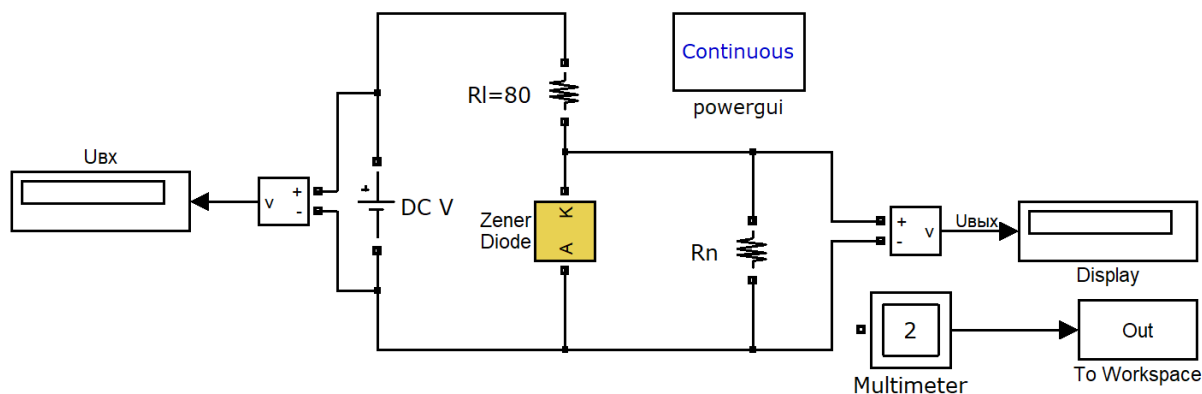 Continuous
powergui
Rl=80
Uвх
v
+
-
+
DC V
Zener
Diode
K
A
Rn
+
-
v
Uвых
Display
2
Multimeter
Out
To Workspace